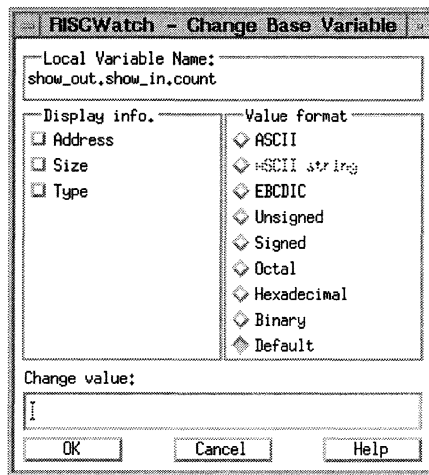 RISCWatch - Change Base Variable
Local Variable Name:
show_out.show_in.count
Display info.
Address
Size
Type
Value format
ASCII
ASCII string
EBCDIC
Unsigned
Signed
Octal
Hexadecimal
Binary
Default
Change value:
OK
Cancel
Help